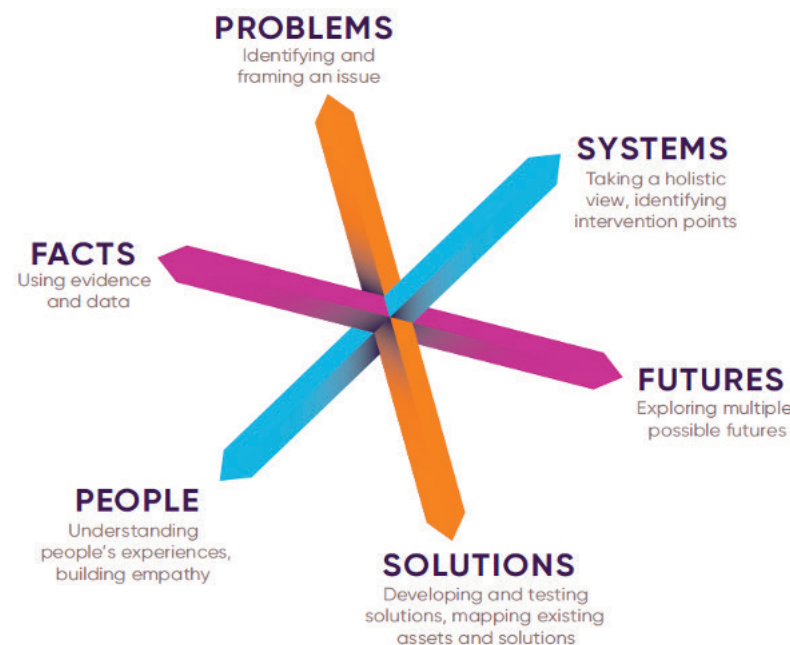 PROBLEMS
Identifying and
framing an issue
SYSTEMS
Taking a holistic
view, identifying
intervention points
FACTS
Using evidence
and data
FUTURES
Exploring multiple
possible futures
PEOPLE
Understanding
people's experiences,
building empathy
SOLUTIONS
Developing and testing
solutions, mapping existing
assets and solutions